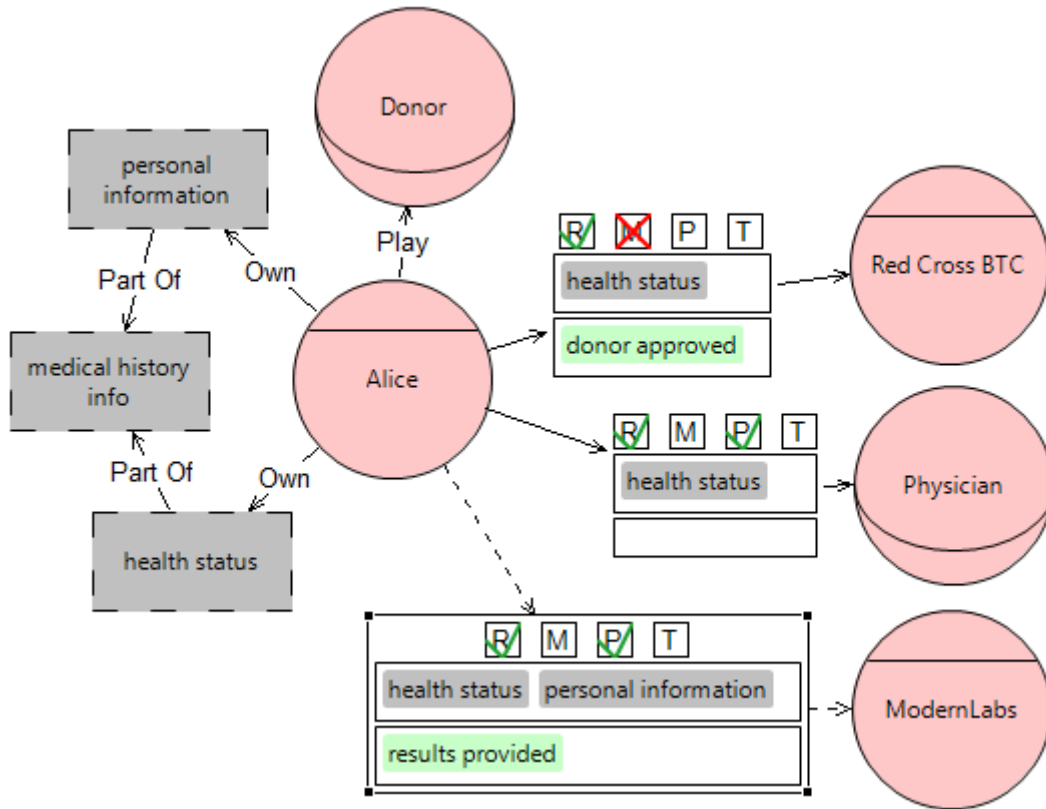 Donor
personal
information
R M P T
Play
Red Cross BTC
Own
Part Of
health status
medical history
info
donor approved
Alice
R M P T
Part Of
Own
health status
Physician
health status
R M P T
health status personal information
ModernLabs
results provided